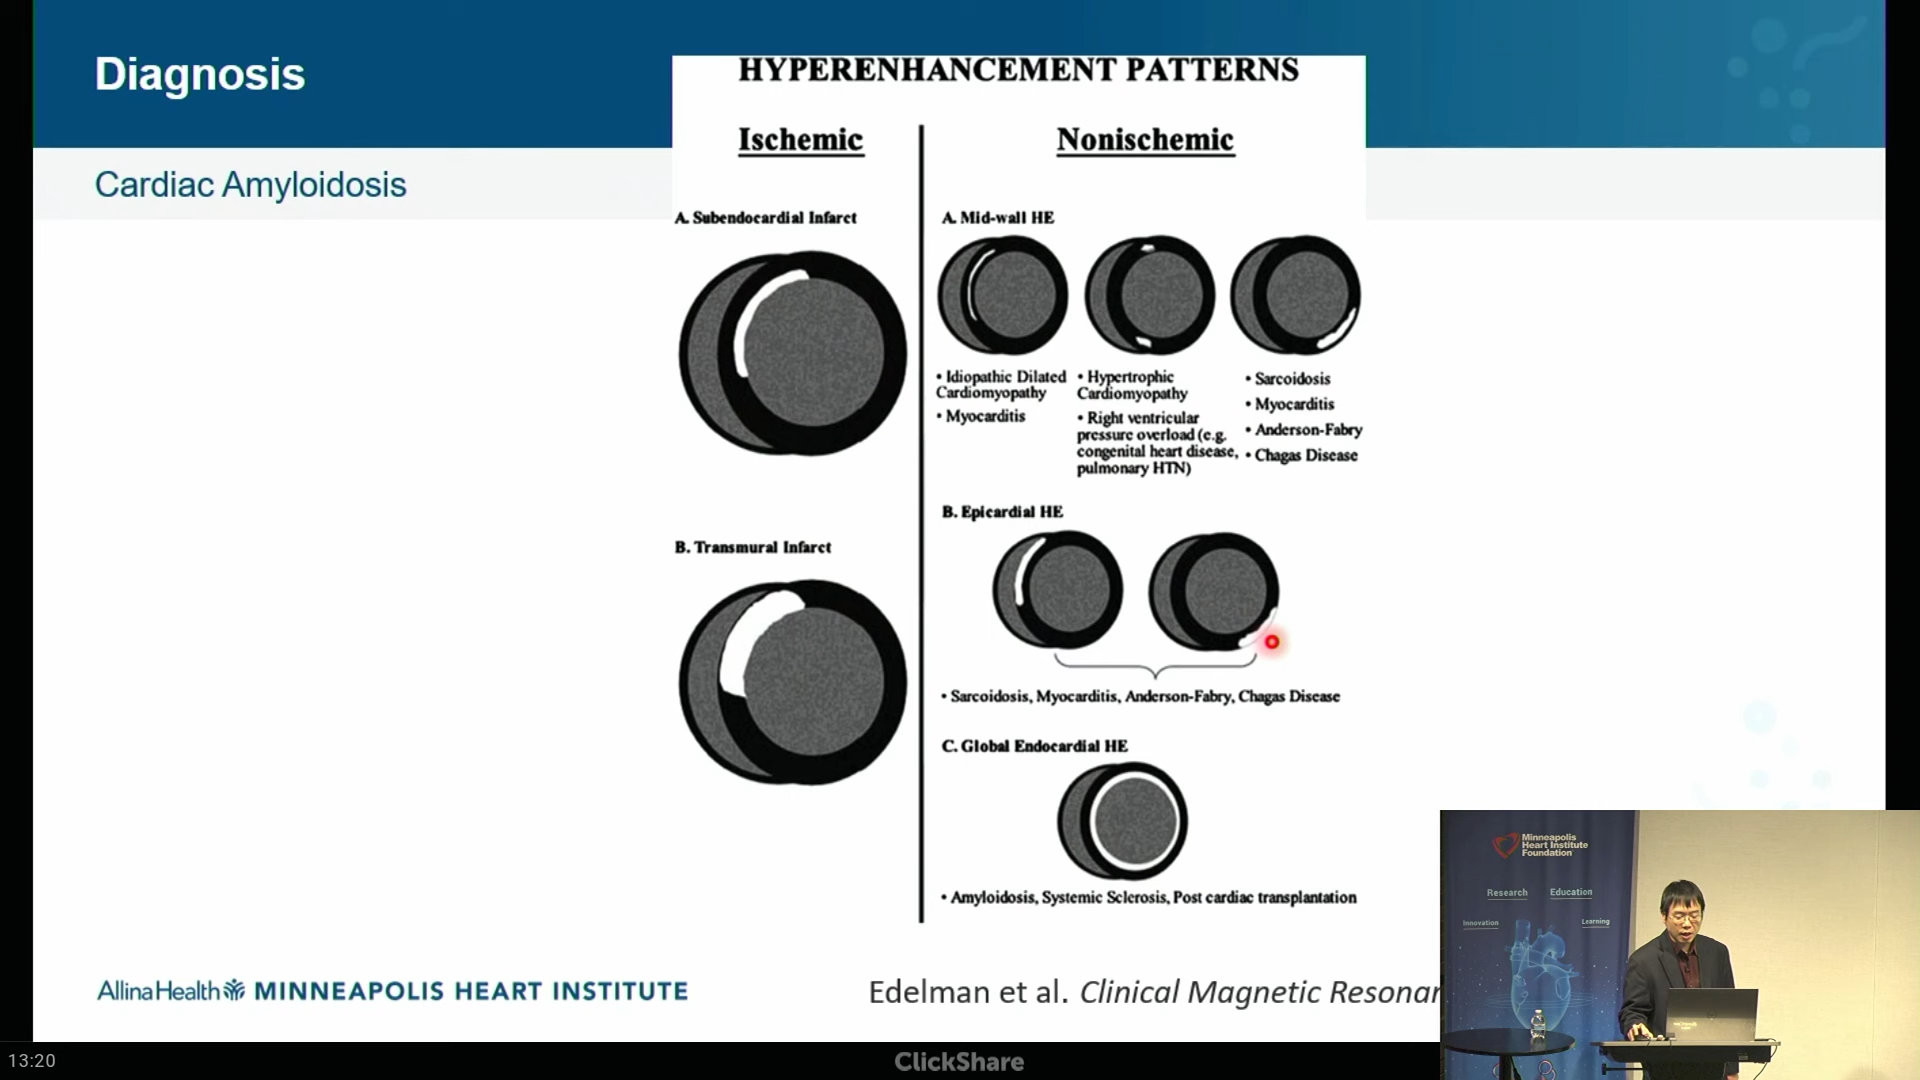 Diagnosis
Cardiac Amyloidosis
HYPERENHANCEMENT PATTERNS
Ischemic
Nonischemic
A. Subendocardial Infarct
B. Transmural Infarct
A. Mid-wall HE
• Idiopathic Dilated
Cardiomyopathy
• Myocarditis
• Hypertrophic
Cardiomyopathy
• Right ventricular
pressure overload (e.g.
congenital heart disease,
pulmonary HTN)
• Sarcoidosis
• Myocarditis
• Anderson-Fabry
• Chagas Disease
B. Epicardial HE
• Sarcoidosis, Myocarditis, Anderson-Fabry, Chagas Disease
C. Global Endocardial HE
• Amyloidosis, Systemic Sclerosis, Post cardiac transplantation
Allina Health MINNEAPOLIS HEART INSTITUTE
Edelman et al. Clinical Magnetic Resonan
Minneapolis
Heart Institute
Foundation
Research Education
Innovation Learning
13:20
ClickShare